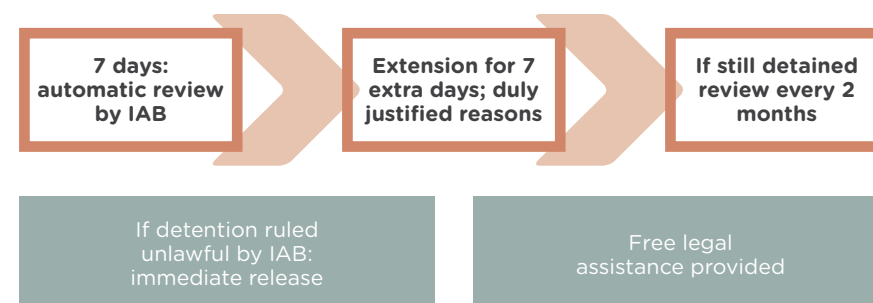 7 days:
automatic review
by IAB
Extension for 7
extra days; duly
justified reasons
If still detained
review every 2
months
If detention ruled
unlawful by IAB:
immediate release
Free legal
assistance provided